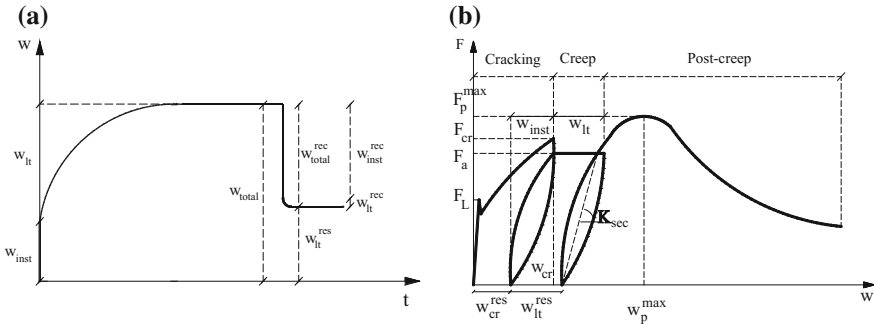 (a)
w
w_lt
w_inst
w_total
w_total^rec
w_inst^rec
w_lt^rec
w_lt^res
t
(b)
F
Cracking Creep Post-creep
F_p^max
F_cr
F_a
F_L
w_inst w_lt
K_sec
w_cr
w_cr^res w_lt^res w_p^max
w